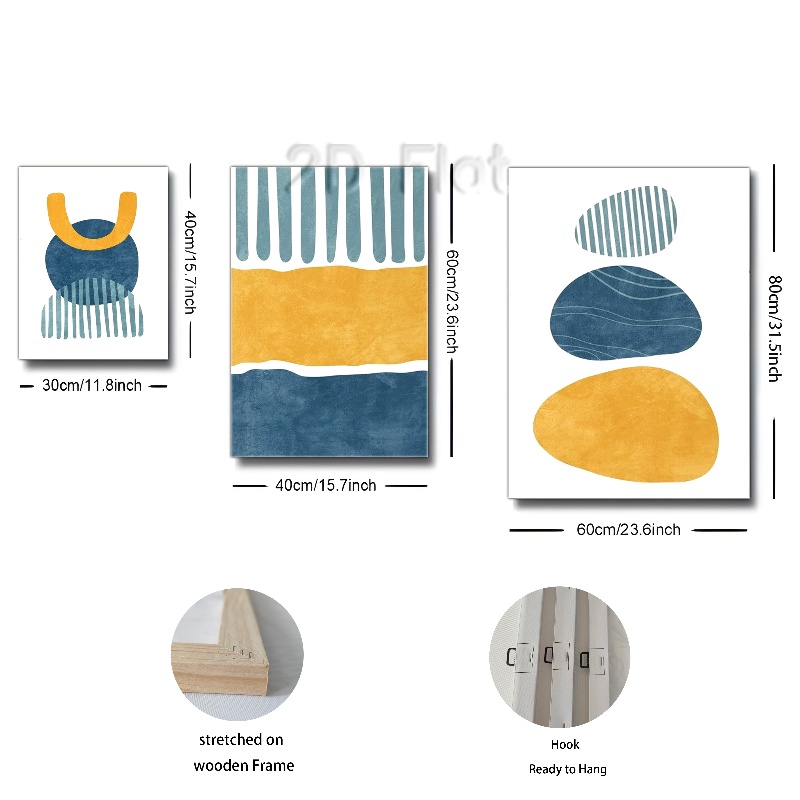 2D Flat
40cm/15.7inch
30cm/11.8inch
60cm/23.6inch
40cm/15.7inch
80cm/31.5inch
60cm/23.6inch
stretched on
wooden Frame
Hook
Ready to Hang